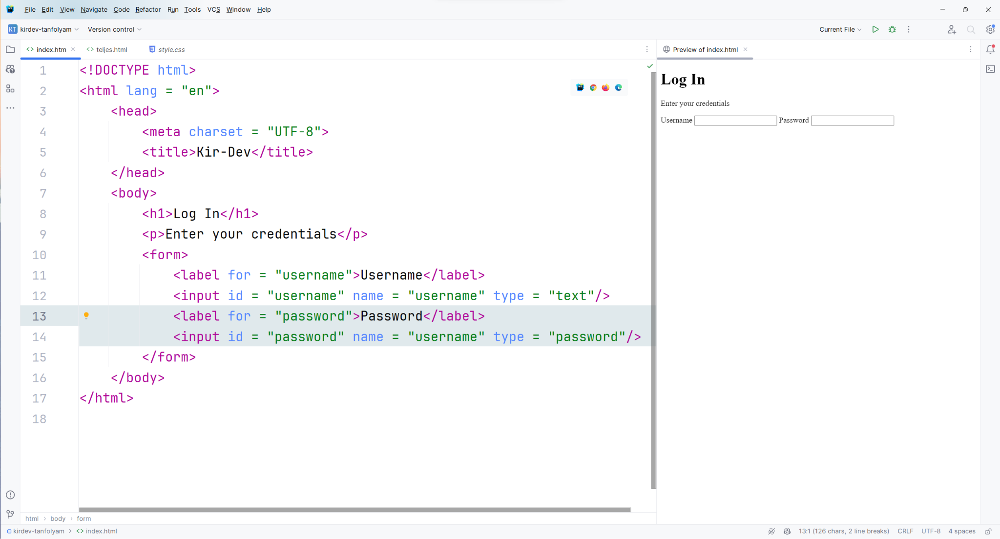 File Edit View Navigate Code Refactor Run Tools VCS Window Help
KT kirdev-tanfolyam Version control Current File
index.htm teljes.html style.css Preview of index.html
1 <!DOCTYPE html>
2 <html lang = "en">
3 <head>
4 <meta charset = "UTF-8">
5 <title>Kir-Dev</title>
6 </head>
7 <body>
8 <h1>Log In</h1>
9 <p>Enter your credentials</p>
10 <form>
11 <label for = "username">Username</label>
12 <input id = "username" name = "username" type = "text"/>
13 <label for = "password">Password</label>
14 <input id = "password" name = "username" type = "password"/>
15 </form>
16 </body>
17 </html>
18
Log In
Enter your credentials
Username Password
html › body › form
kirdev-tanfolyam > <> index.html 13:1 (126 chars, 2 line breaks) CRLF UTF-8 4 spaces